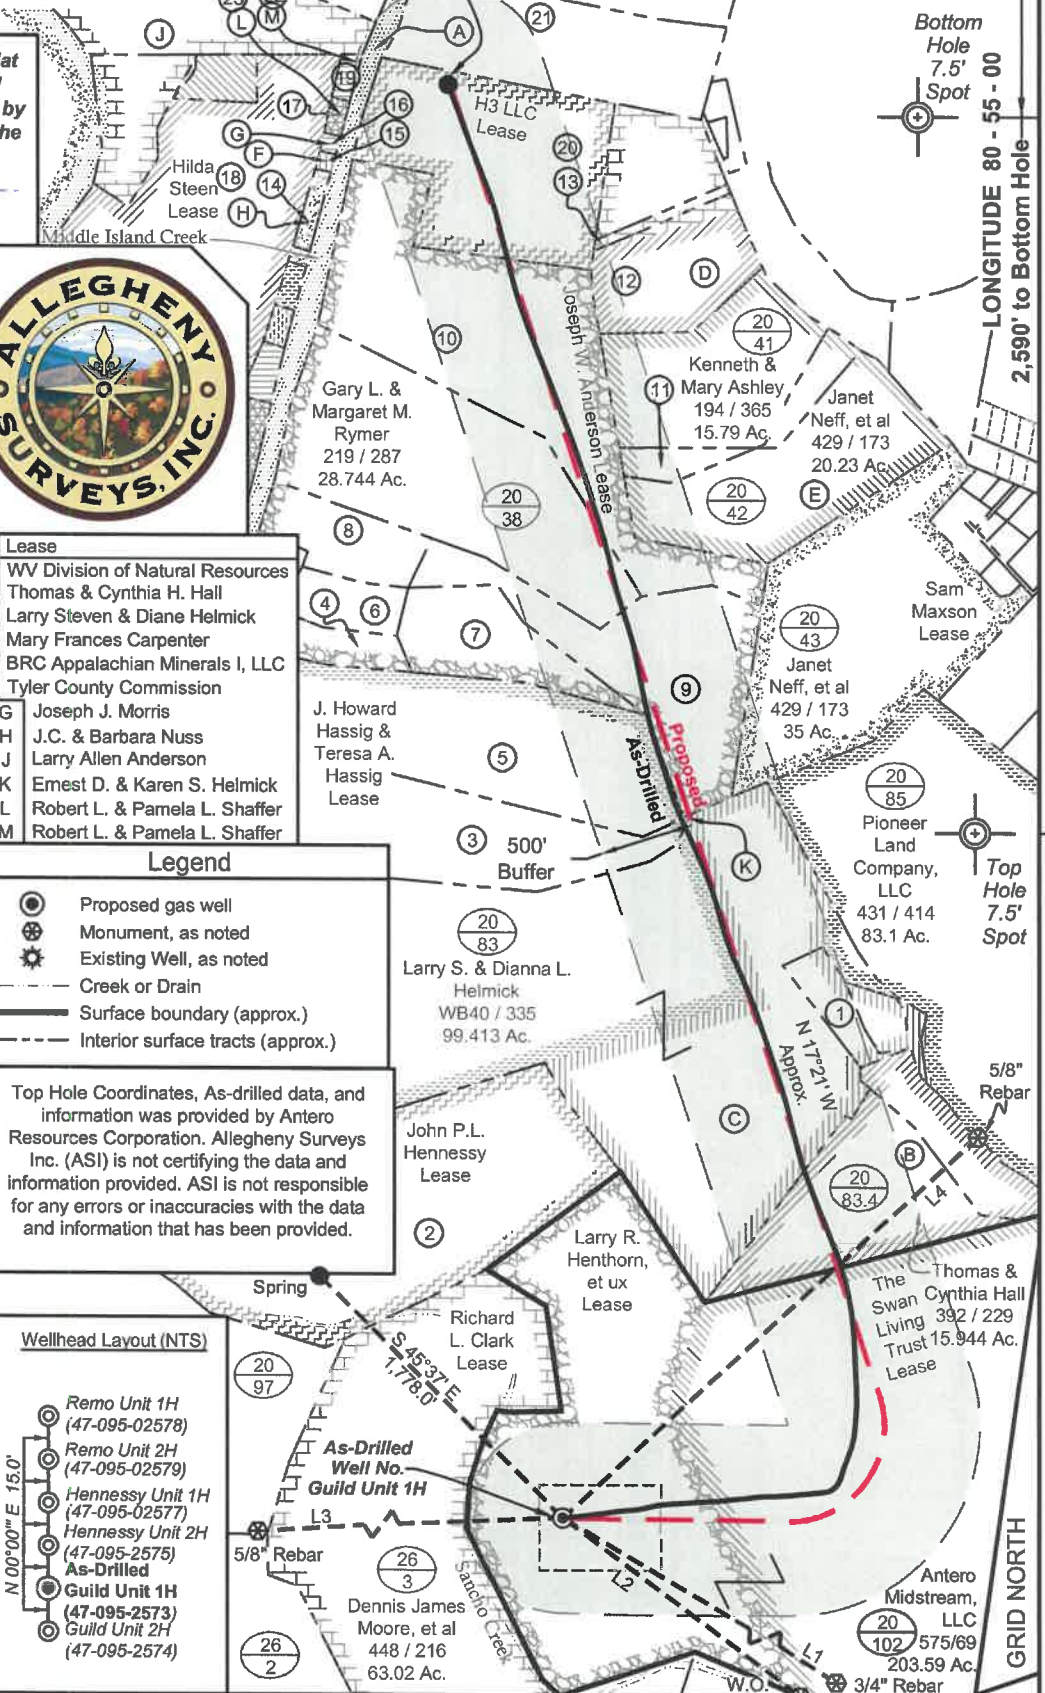 21
Bottom
Hole
7.5'
Spot
LONGITUDE 80 - 55 - 00
2,590' to Bottom Hole
L
M
J
A
lat
by
he
19
17
16
15
G
F
H3 LLC
Lease
20
13
Hilda
Steen
Lease
18
14
H
Middle Island Creek
12
D
ALLEGHENY
SURVEYS, INC.
10
Joseph W. Anderson Lease
20
41
Kenneth &
Mary Ashley
194 / 365
15.79 Ac.
11
Janet
Neff, et al
429 / 173
20.23 Ac.
Gary L. &
Margaret M.
Rymer
219 / 287
28.744 Ac.
20
38
20
42
E
8
Lease
WV Division of Natural Resources
Thomas & Cynthia H. Hall
Larry Steven & Diane Helmick
Mary Frances Carpenter
BRC Appalachian Minerals I, LLC
Tyler County Commission
G Joseph J. Morris
H J.C. & Barbara Nuss
J Larry Allen Anderson
K Ernest D. & Karen S. Helmick
L Robert L. & Pamela L. Shaffer
M Robert L. & Pamela L. Shaffer
4
6
7
Sam
Maxson
Lease
20
43
Janet
Neff, et al
429 / 173
35 Ac.
9
J. Howard
Hassig &
Teresa A.
Hassig
Lease
5
Proposed
As-Drilled
20
85
Pioneer
Land
Company,
LLC
431 / 414
83.1 Ac.
Top
Hole
7.5'
Spot
3
500'
Buffer
K
Legend
Proposed gas well
Monument, as noted
Existing Well, as noted
Creek or Drain
Surface boundary (approx.)
Interior surface tracts (approx.)
20
83
Larry S. & Dianna L.
Helmick
WB40 / 335
99.413 Ac.
1
N 17°21' W
Approx.
5/8"
Rebar
Top Hole Coordinates, As-drilled data, and
information was provided by Antero
Resources Corporation. Allegheny Surveys
Inc. (ASI) is not certifying the data and
information provided. ASI is not responsible
for any errors or inaccuracies with the data
and information that has been provided.
John P.L.
Hennessy
Lease
C
B
20
83.4
L4
2
Larry R.
Henthorn,
et ux
Lease
Spring
Richard
L. Clark
Lease
The
Swan
Living
Trust
Lease
Thomas &
Cynthia Hall
392 / 229
15.944 Ac.
S 45°37' E
1,778.0'
Wellhead Layout (NTS)
20
97
Remo Unit 1H
(47-095-02578)
Remo Unit 2H
(47-095-02579)
Hennessy Unit 1H
(47-095-02577)
Hennessy Unit 2H
(47-095-2575)
As-Drilled
Guild Unit 1H
(47-095-2573)
Guild Unit 2H
(47-095-2574)
N 00°00'' E 15.0'
As-Drilled
Well No.
Guild Unit 1H
L3
5/8" Rebar
26
3
Dennis James
Moore, et al
448 / 216
63.02 Ac.
26
2
Sancho Creek
L2
L1
Antero
Midstream,
LLC
20
102
575/69
203.59 Ac.
W.O.
3/4" Rebar
GRID NORTH